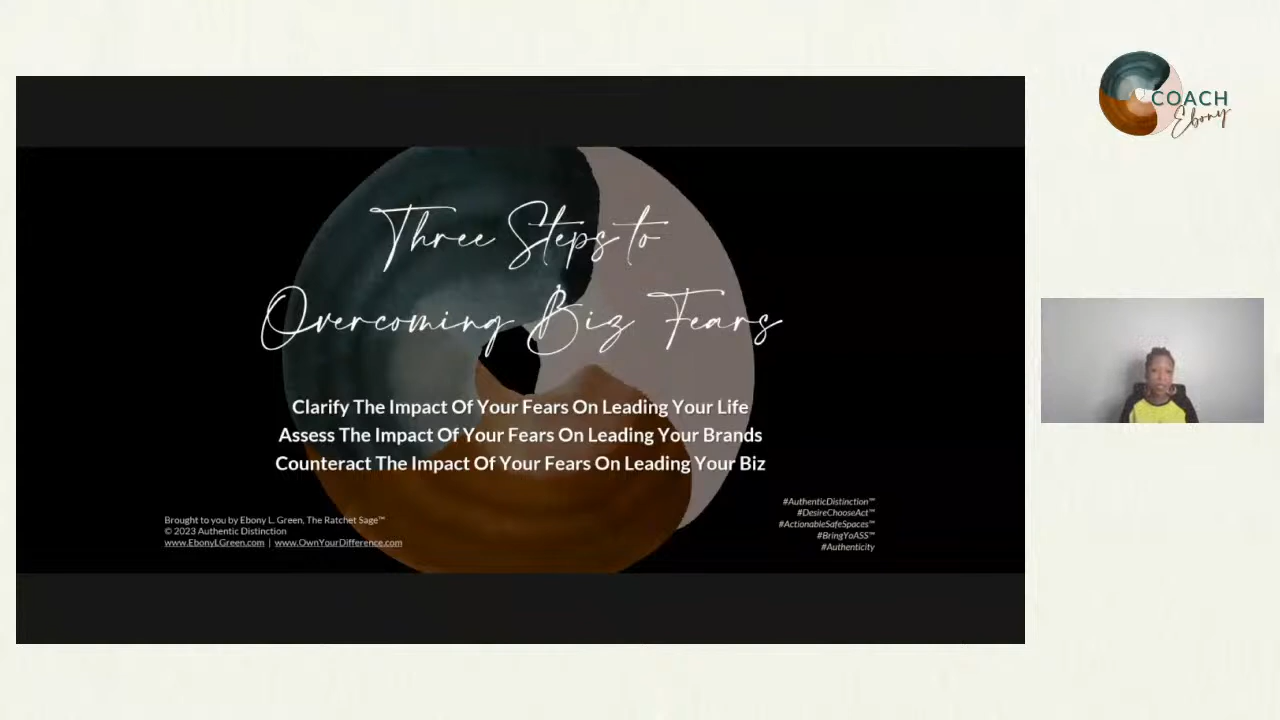 COACH
Ebony
Three Steps to
Overcoming Biz Fears
Clarify The Impact Of Your Fears On Leading Your Life
Assess The Impact Of Your Fears On Leading Your Brands
Counteract The Impact Of Your Fears On Leading Your Biz
Brought to you by Ebony L. Green, The Ratchet Sage™
© 2023 Authentic Distinction
www.EbonyLGreen.com | www.OwnYourDifference.com
#AuthenticDistinction™
#DesireChooseAct™
#ActionableSafeSpaces™
#BringYoASS™
#Authenticity